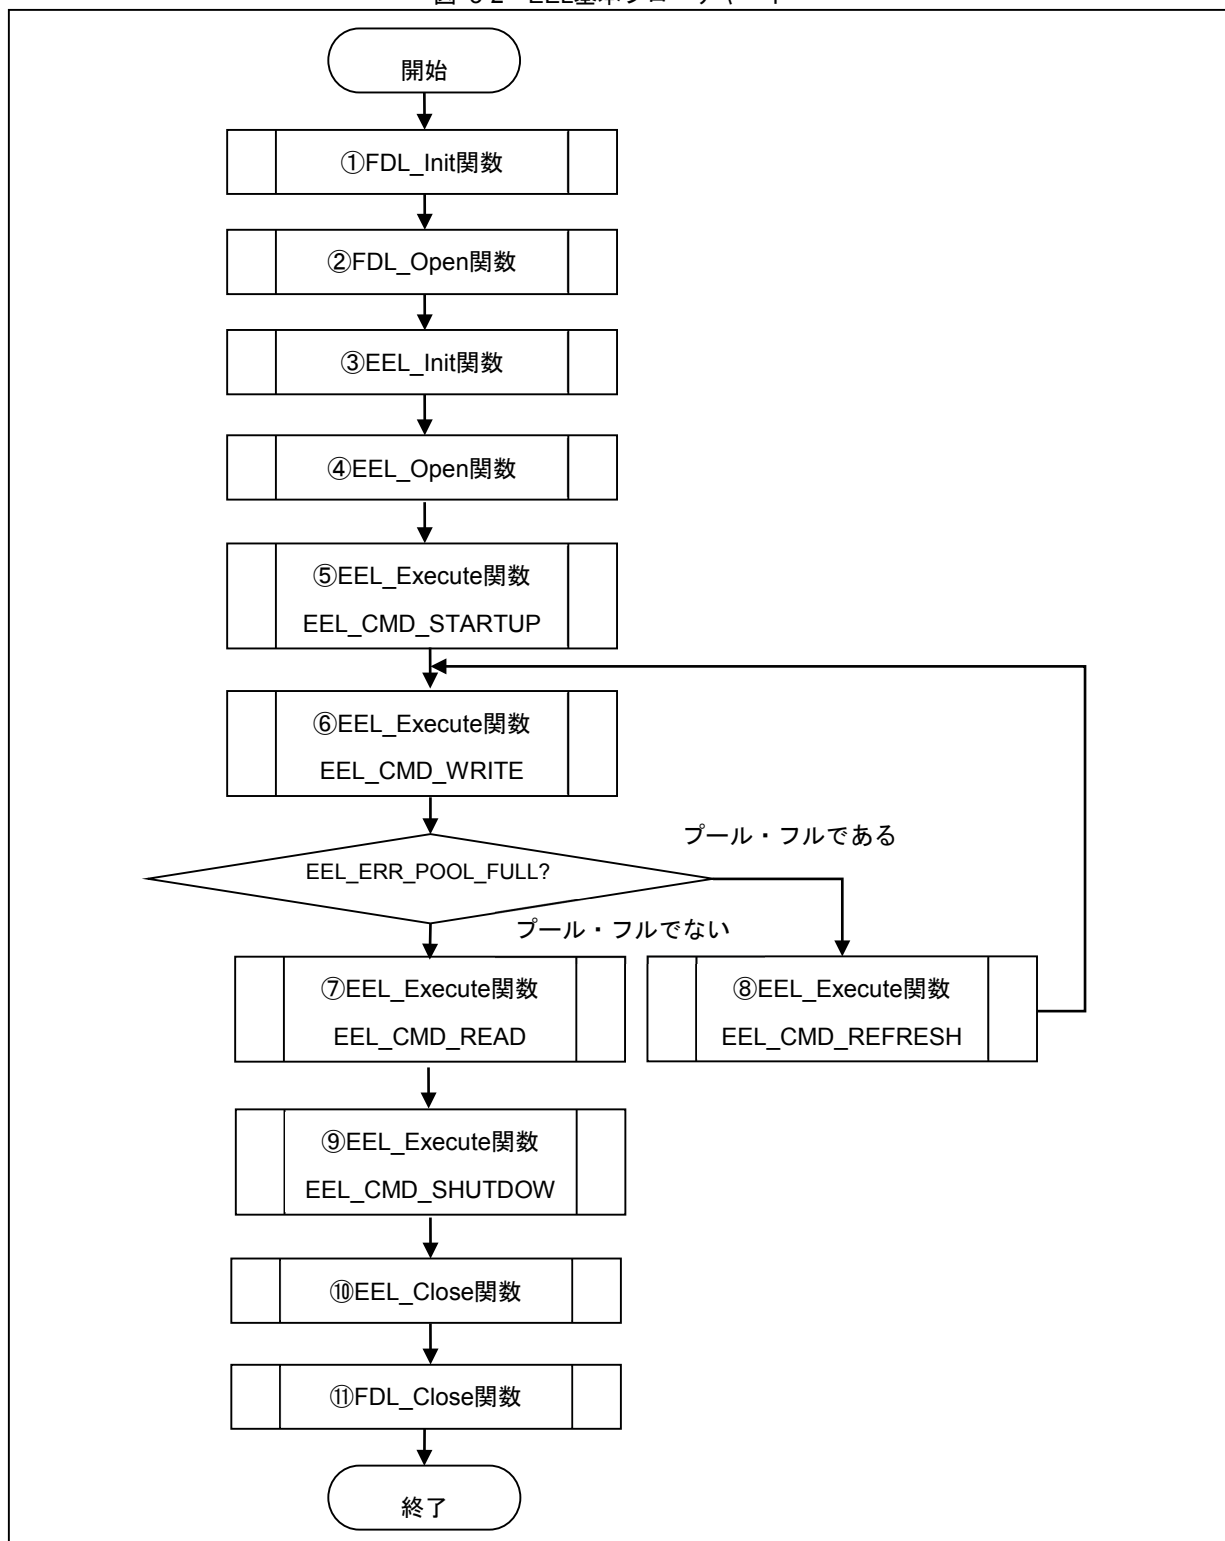 開始
①FDL_Init関数
②FDL_Open関数
③EEL_Init関数
④EEL_Open関数
⑤EEL_Execute関数
EEL_CMD_STARTUP
⑥EEL_Execute関数
EEL_CMD_WRITE
プール・フルである
EEL_ERR_POOL_FULL?
プール・フルでない
⑦EEL_Execute関数
EEL_CMD_READ
⑧EEL_Execute関数
EEL_CMD_REFRESH
⑨EEL_Execute関数
EEL_CMD_SHUTDOW
⑩EEL_Close関数
⑪FDL_Close関数
終了